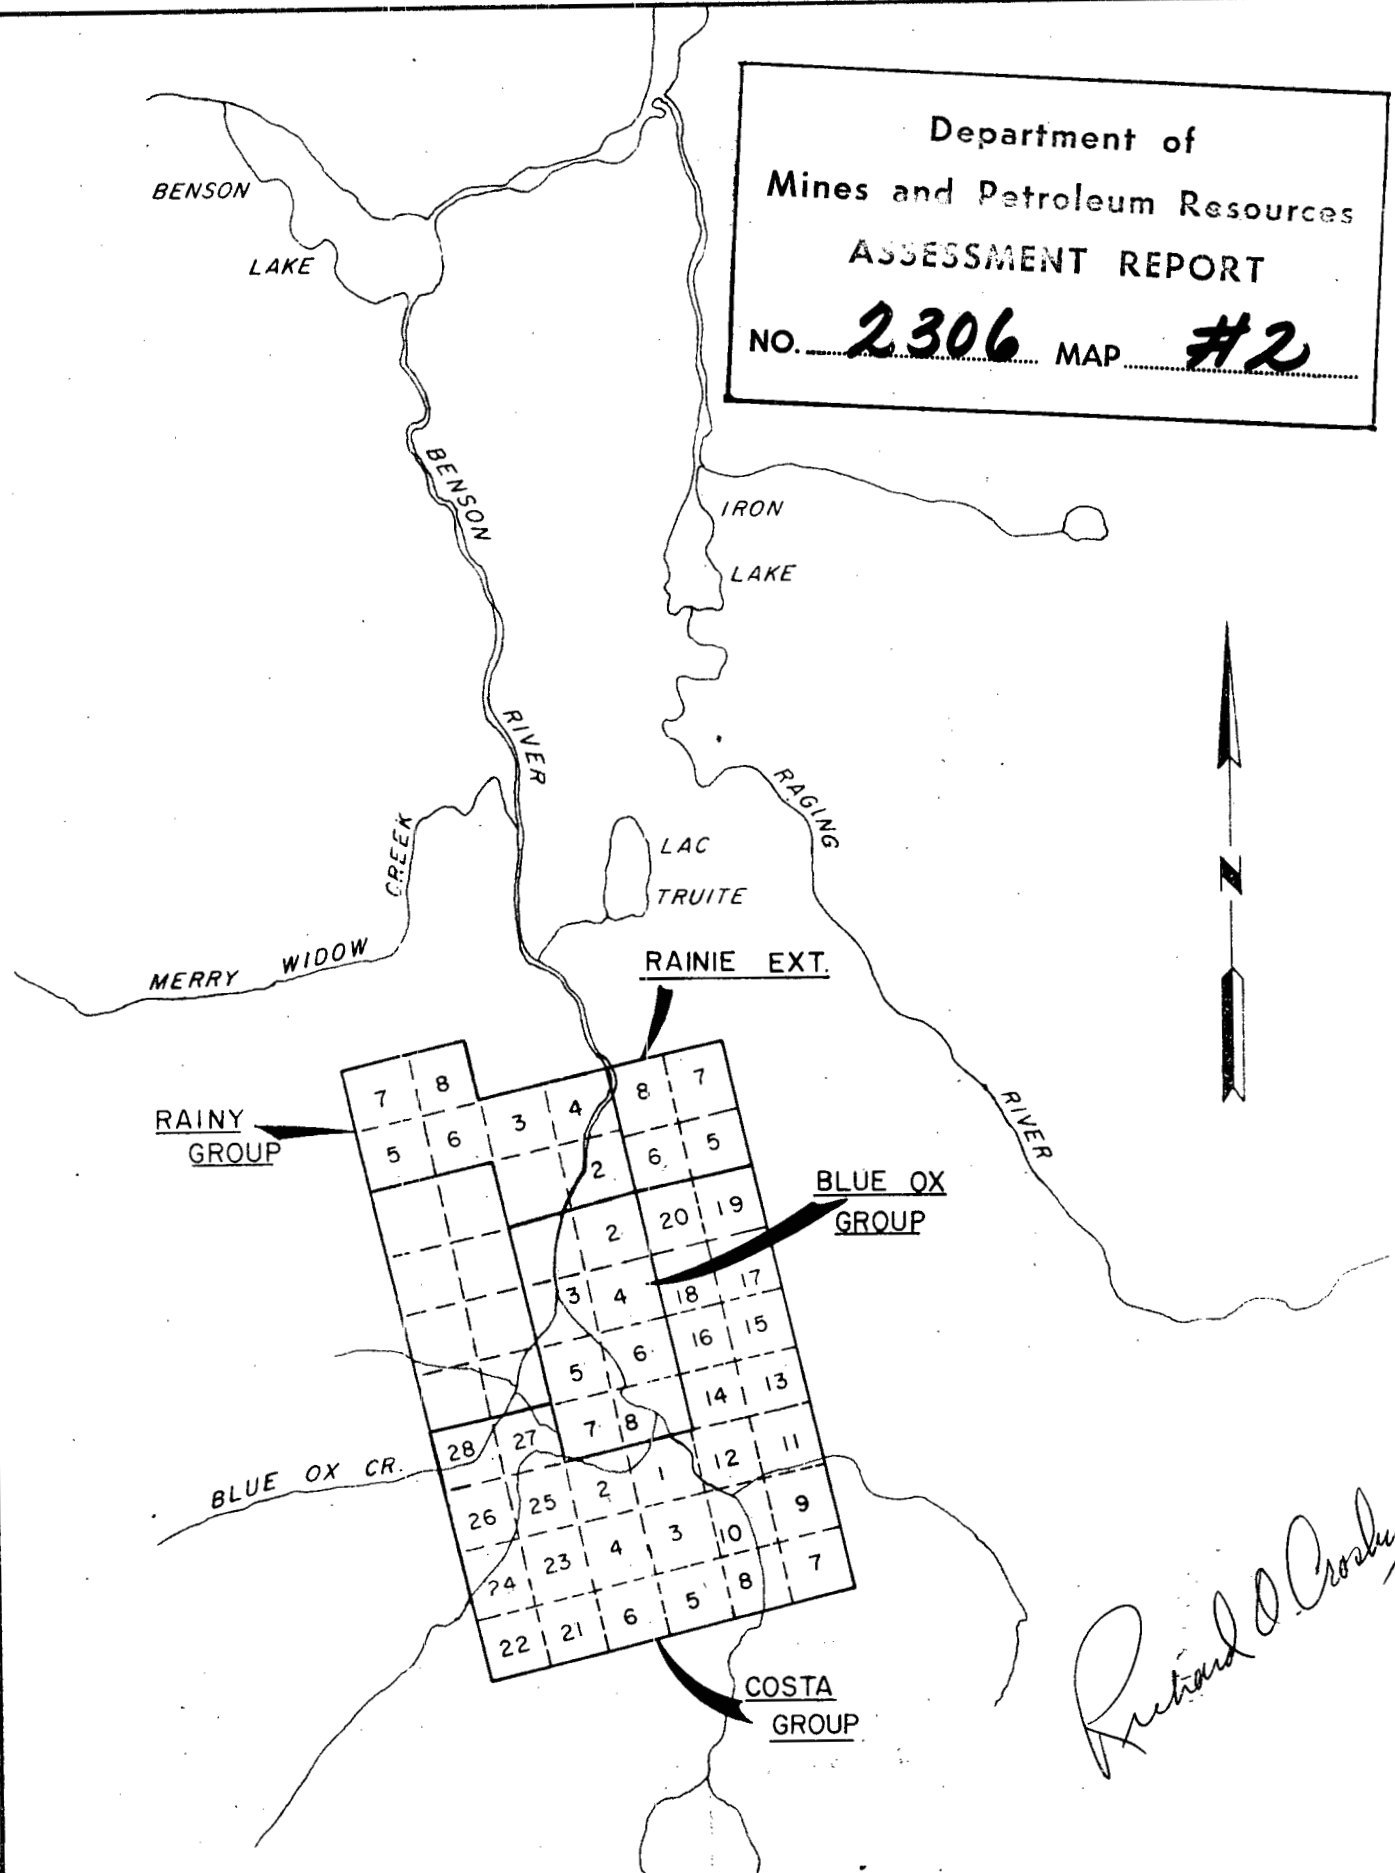 Department of
Mines and Petroleum Resources
ASSESSMENT REPORT
NO. 2306 MAP #2
BENSON
LAKE
BENSON
RIVER
IRON
LAKE
RAGING
RIVER
CREEK
LAC
TRUITE
MERRY WIDOW
RAINIE EXT.
N
RAINY
GROUP
BLUE OX
GROUP
7 8
3 4 8 7
5 6
2 6 5
2 20 19
3 4 18 17
5 6 16 15
14 13
28 27 7 8
12 11
BLUE OX CR.
26 25 2 1
10 9
24 23 4 3
22 21 6 5 8 7
COSTA
GROUP
Richard O. Crosby